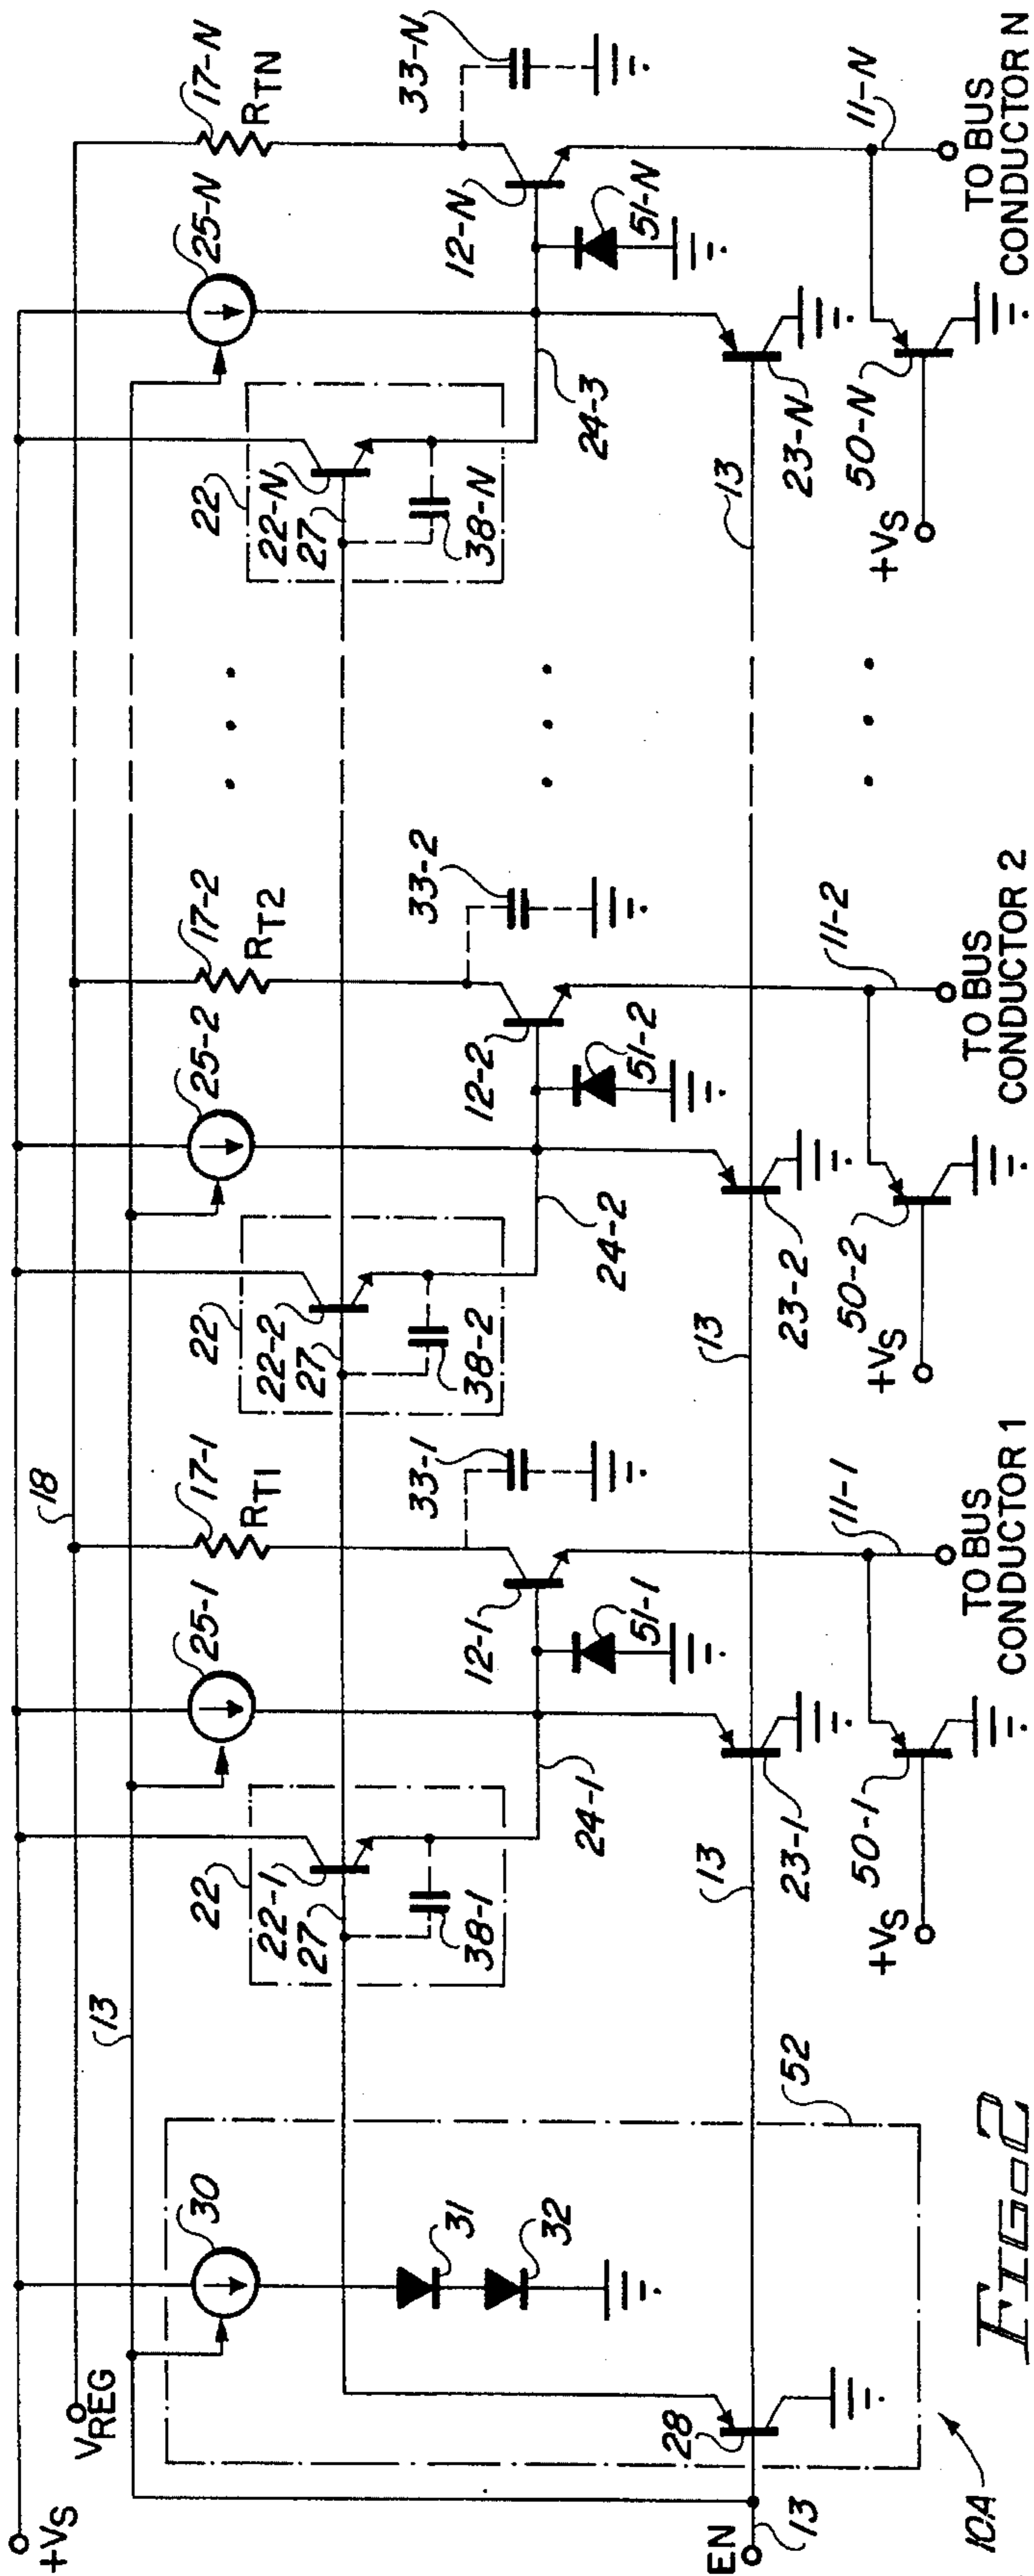 +VS
VREG
18
13
30
31
32
28
EN
13
52
10A
FIG-2
22
22-1
27
38-1
25-1
17-1
RT1
24-1
12-1
51-1
33-1
13
23-1
50-1
+VS
11-1
TO BUS
CONDUCTOR 1
22
22-2
27
38-2
25-2
17-2
RT2
24-2
12-2
51-2
33-2
13
23-2
50-2
+VS
11-2
TO BUS
CONDUCTOR 2
22
22-N
27
38-N
25-N
17-N
RTN
24-3
12-N
51-N
33-N
13
23-N
50-N
+VS
11-N
TO BUS
CONDUCTOR N